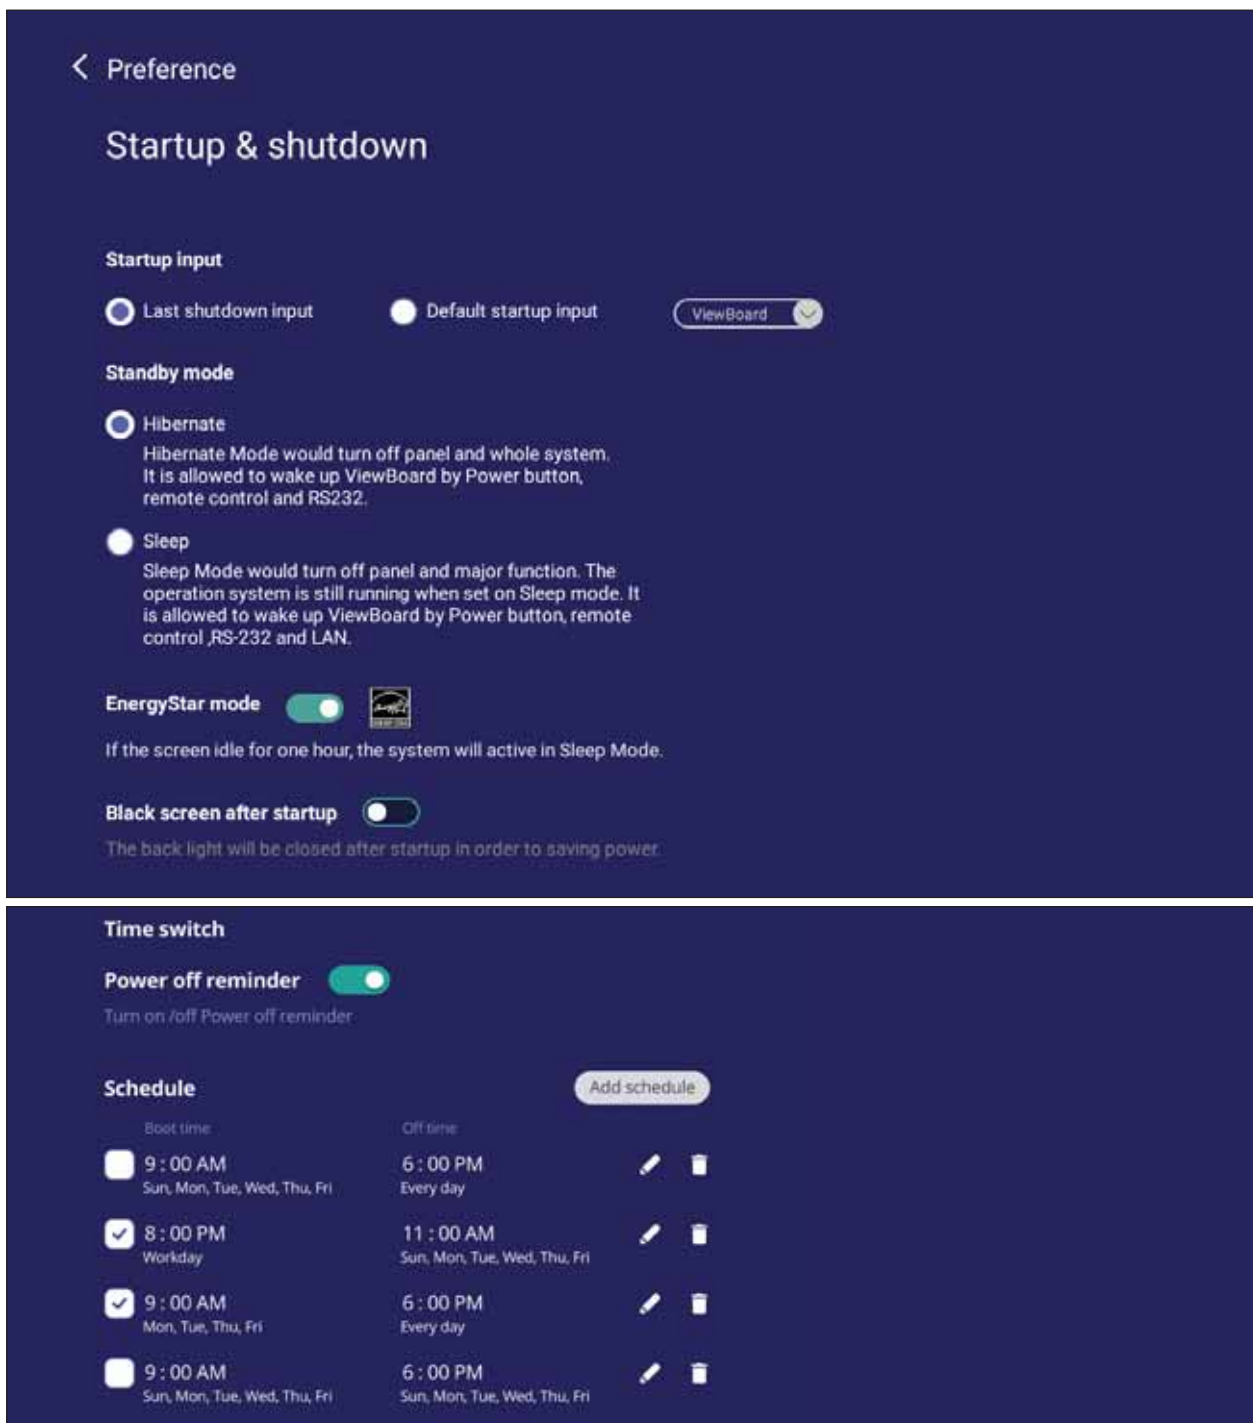 Preference
Startup & shutdown
Startup input
Last shutdown input
Default startup input
ViewBoard
Standby mode
Hibernate
Hibernate Mode would turn off panel and whole system.
It is allowed to wake up ViewBoard by Power button,
remote control and RS232.
Sleep
Sleep Mode would turn off panel and major function. The
operation system is still running when set on Sleep mode. It
is allowed to wake up ViewBoard by Power button, remote
control ,RS-232 and LAN.
EnergyStar mode
If the screen idle for one hour, the system will active in Sleep Mode.
Black screen after startup
The back light will be closed after startup in order to saving power.
Time switch
Power off reminder
Turn on /off Power off reminder
Schedule
Add schedule
Boot time
Off time
9 : 00 AM
6 : 00 PM
Sun, Mon, Tue, Wed, Thu, Fri
Every day
8 : 00 PM
11 : 00 AM
Workday
Sun, Mon, Tue, Wed, Thu, Fri
9 : 00 AM
6 : 00 PM
Mon, Tue, Thu, Fri
Every day
9 : 00 AM
6 : 00 PM
Sun, Mon, Tue, Wed, Thu, Fri
Sun, Mon, Tue, Wed, Thu, Fri